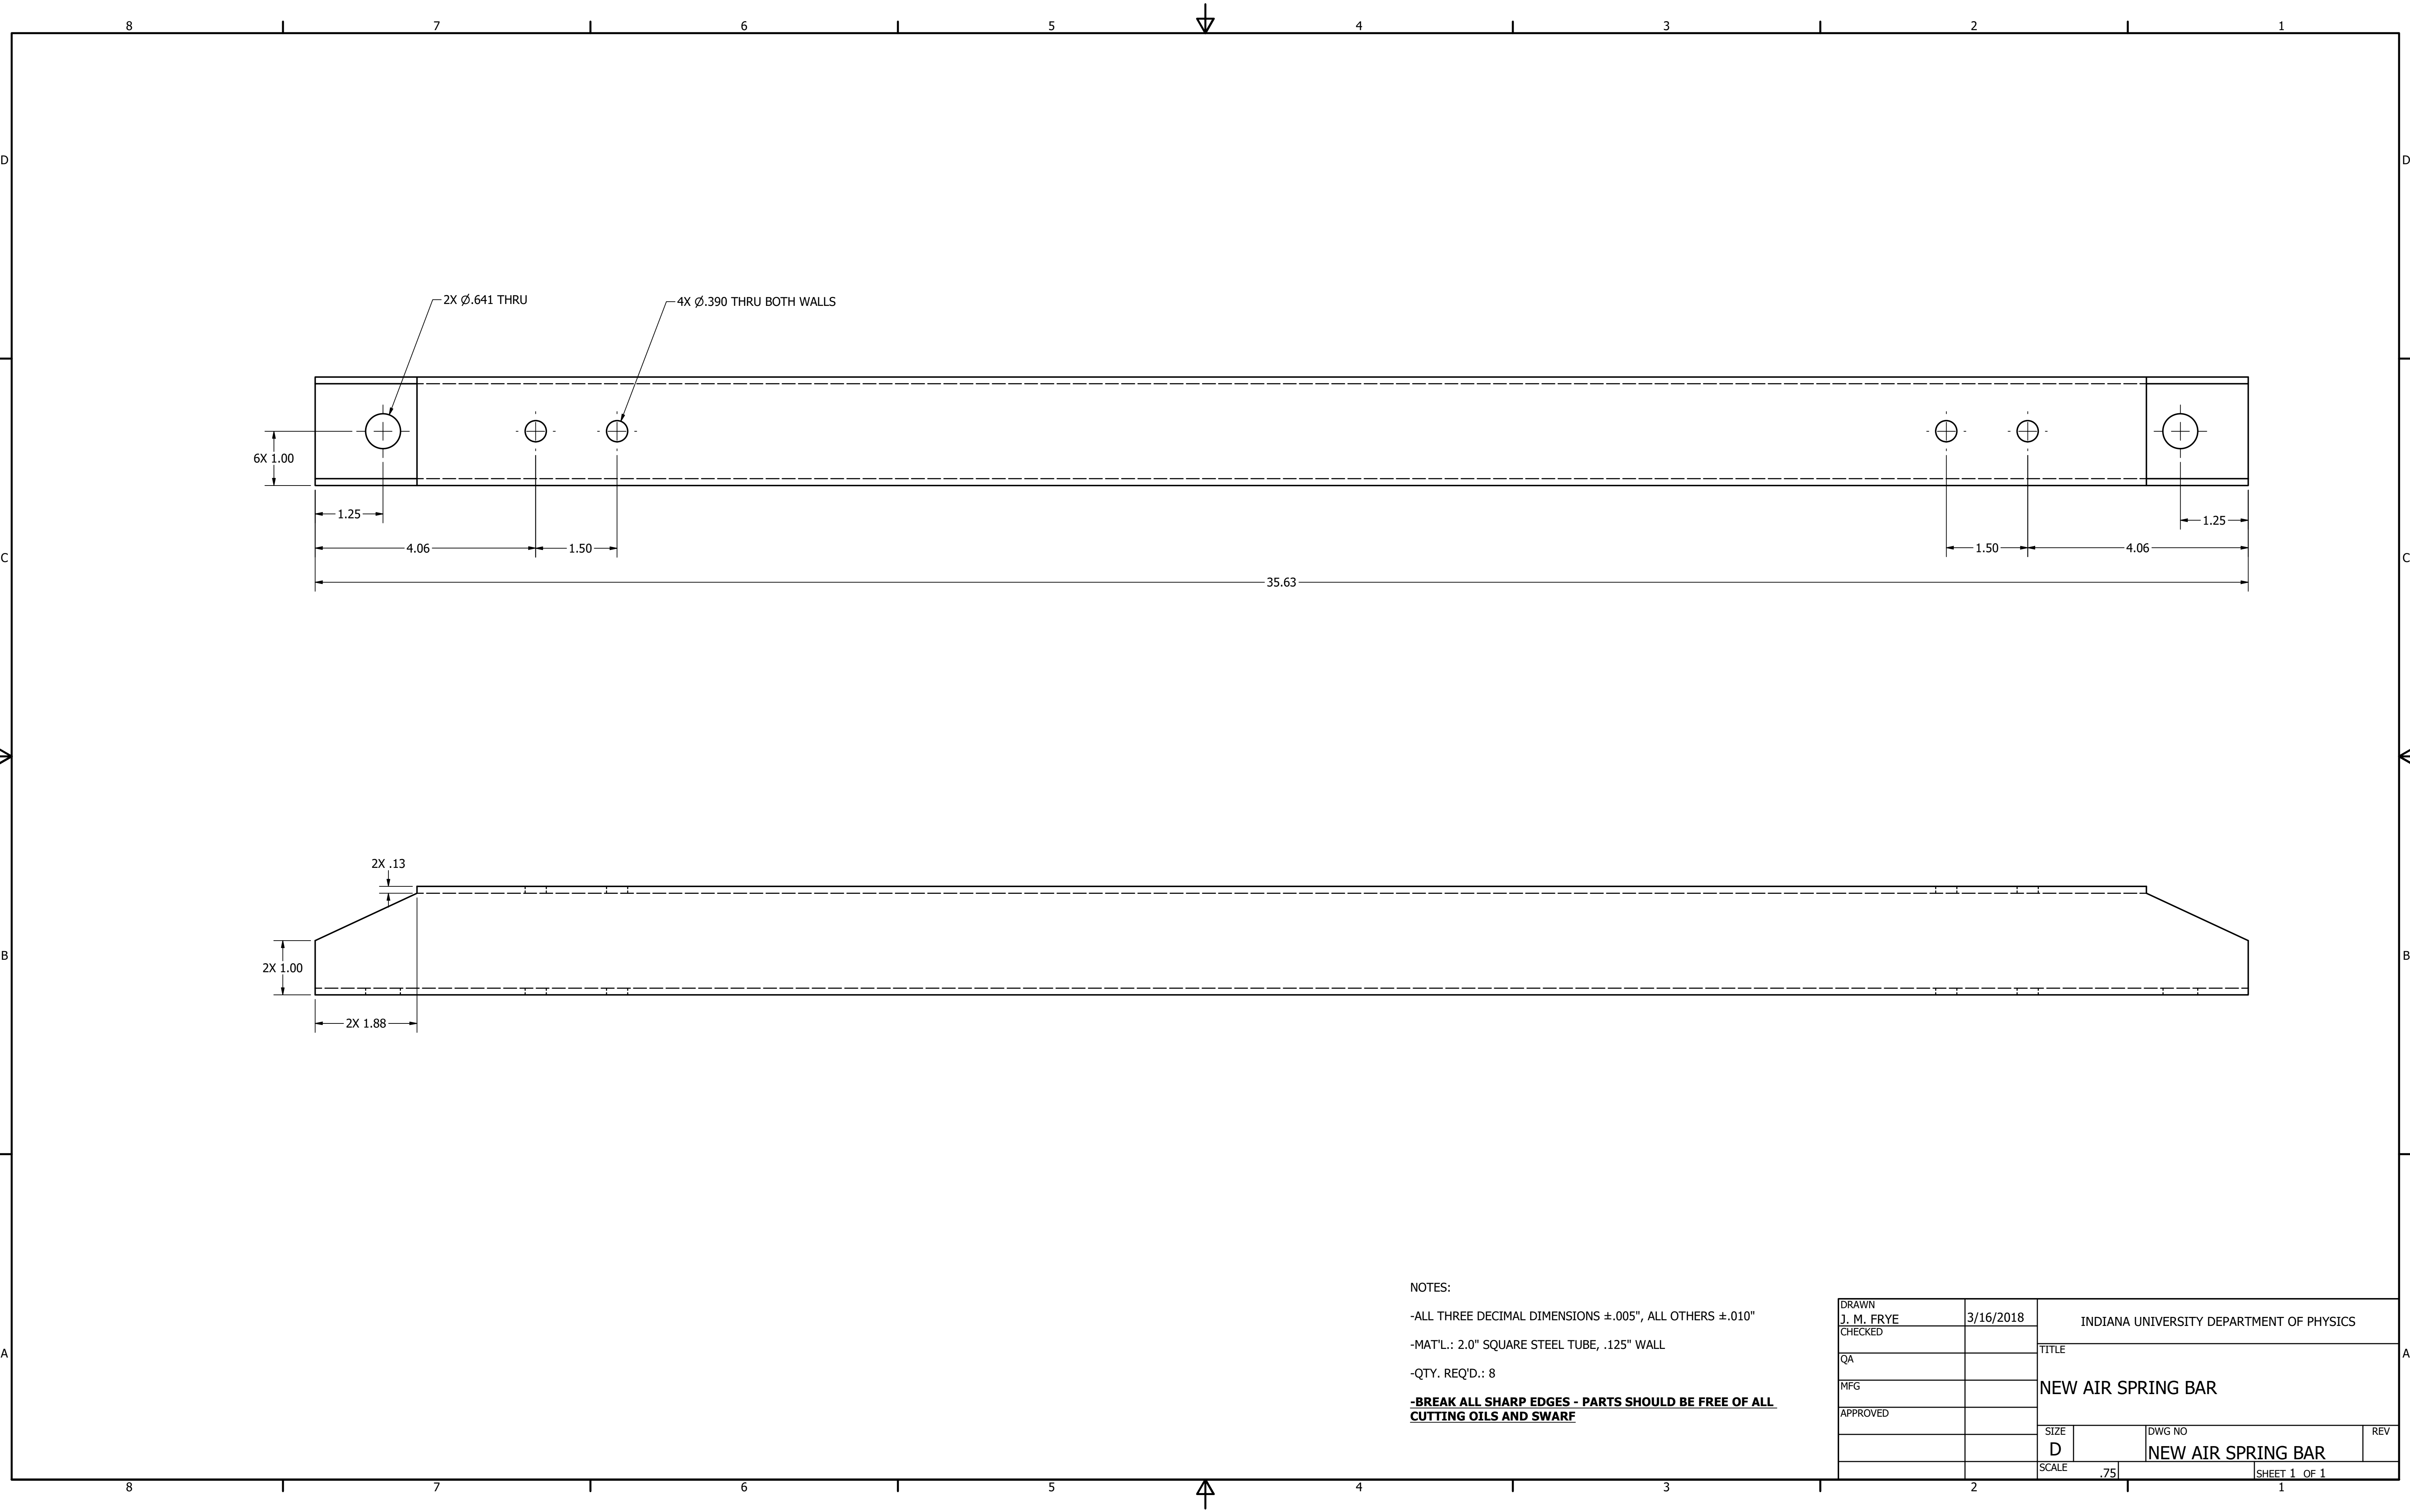 8 7 6 5 4 3 2 1
D D
2X Ø.641 THRU
4X Ø.390 THRU BOTH WALLS
6X 1.00
1.25
1.25
4.06
1.50
1.50
4.06
C C
35.63
2X .13
B B
2X 1.00
2X 1.88
NOTES:
-ALL THREE DECIMAL DIMENSIONS ±.005", ALL OTHERS ±.010"
-MAT'L.: 2.0" SQUARE STEEL TUBE, .125" WALL
-QTY. REQ'D.: 8
-BREAK ALL SHARP EDGES - PARTS SHOULD BE FREE OF ALL
CUTTING OILS AND SWARF
A A
DRAWN
J. M. FRYE
3/16/2018
CHECKED
QA
MFG
APPROVED
INDIANA UNIVERSITY DEPARTMENT OF PHYSICS
TITLE
NEW AIR SPRING BAR
SIZE
D
DWG NO
NEW AIR SPRING BAR
REV
SCALE
.75
SHEET 1 OF 1
8 7 6 5 4 3 2 1